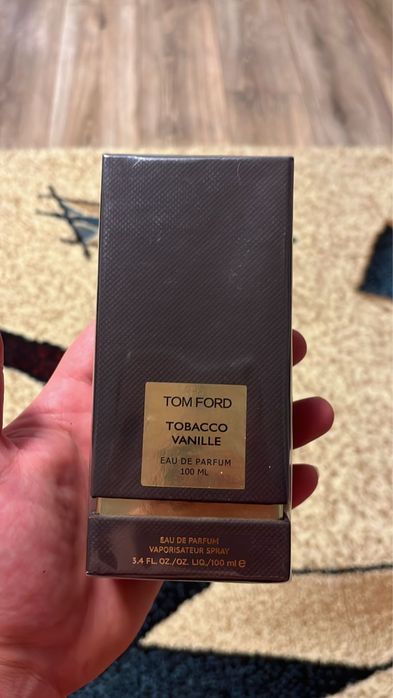 TOM FORD
TOBACCO
VANILLE
EAU DE PARFUM
100 ML
EAU DE PARFUM
VAPORISATEUR SPRAY
3.4 FL. OZ./OZ. LIQ./100 ml ℮